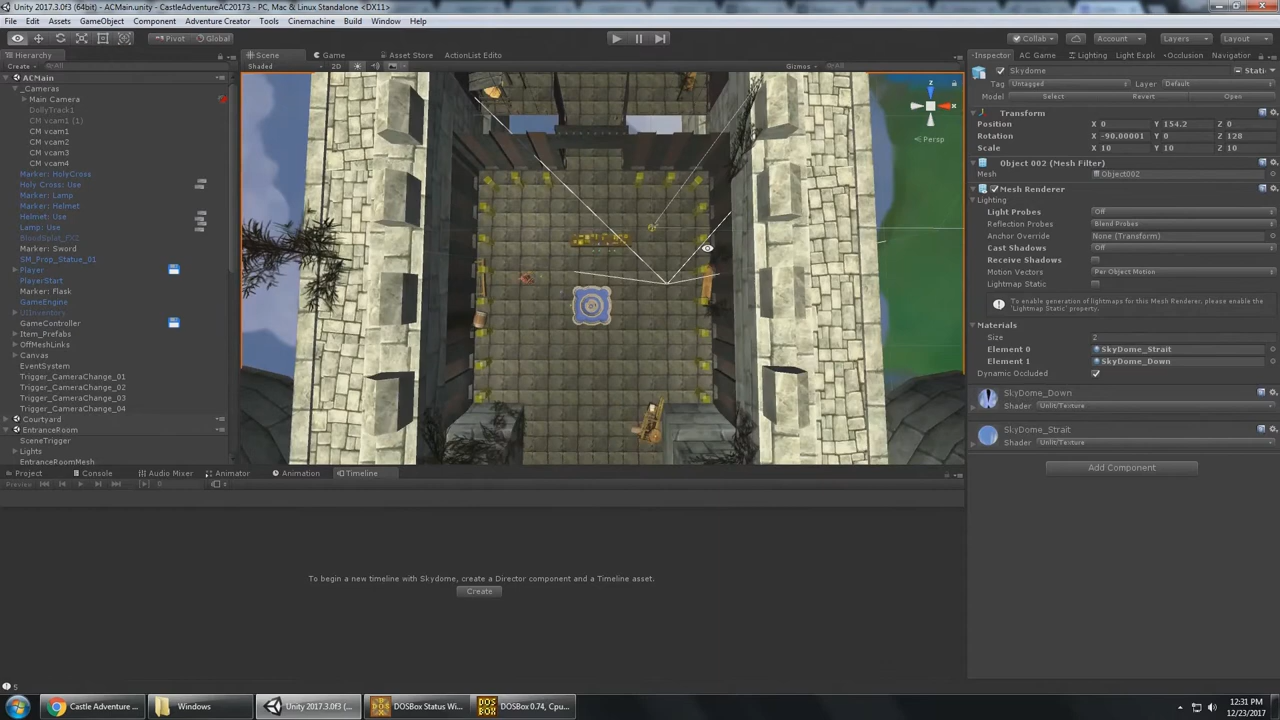 Unity 2017.3.0f3 (64bit) - ACMain.unity - CastleAdventureAC20173 - PC, Mac & Linux Standalone <DX11>
File Edit Assets GameObject Component Adventure Creator Tools Cinemachine Build Window Help
Pivot Global Collab Account Layers Layout
Hierarchy Scene Game Asset Store ActionList Edito Inspector AC Game Lighting Light Expl Occlusion Navigator
Create All Shaded 2D Gizmos All Skydome Stati
ACMain
_Cameras
Main Camera
DollyTrack1
CM vcam1 (1)
CM vcam1
CM vcam2
CM vcam3
CM vcam4
Marker: HolyCross
Holy Cross: Use
Marker: Lamp
Marker: Helmet
Helmet: Use
Lamp: Use
BloodSplat_FX2
Marker: Sword
SM_Prop_Statue_01
Player
PlayerStart
Marker: Flask
GameEngine
UIInventory
GameController
Item_Prefabs
OffMeshLinks
Canvas
EventSystem
Trigger_CameraChange_01
Trigger_CameraChange_02
Trigger_CameraChange_03
Trigger_CameraChange_04
Courtyard
EntranceRoom
SceneTrigger
Lights
EntranceRoomMesh
z
x
Persp
Tag Untagged Layer Default
Model Select Revert Open
Transform
Position X 0 Y 154.2 Z 0
Rotation X -90.00001 Y 0 Z 128
Scale X 10 Y 10 Z 10
Object 002 (Mesh Filter)
Mesh Object002
Mesh Renderer
Lighting
Light Probes Off
Reflection Probes Blend Probes
Anchor Override None (Transform)
Cast Shadows Off
Receive Shadows
Motion Vectors Per Object Motion
Lightmap Static
To enable generation of lightmaps for this Mesh Renderer, please enable the
'Lightmap Static' property.
Materials
Size 2
Element 0 SkyDome_Strait
Element 1 SkyDome_Down
Dynamic Occluded
SkyDome_Down
Shader Unlit/Texture
SkyDome_Strait
Shader Unlit/Texture
Add Component
Project Console Audio Mixer Animator Animation Timeline
Preview 0
To begin a new timeline with Skydome, create a Director component and a Timeline asset.
Create
5
Castle Adventure ... Windows Unity 2017.3.0f3 (... DOSBox Status Wi... DOSBox 0.74, Cpu...
12:31 PM
12/23/2017